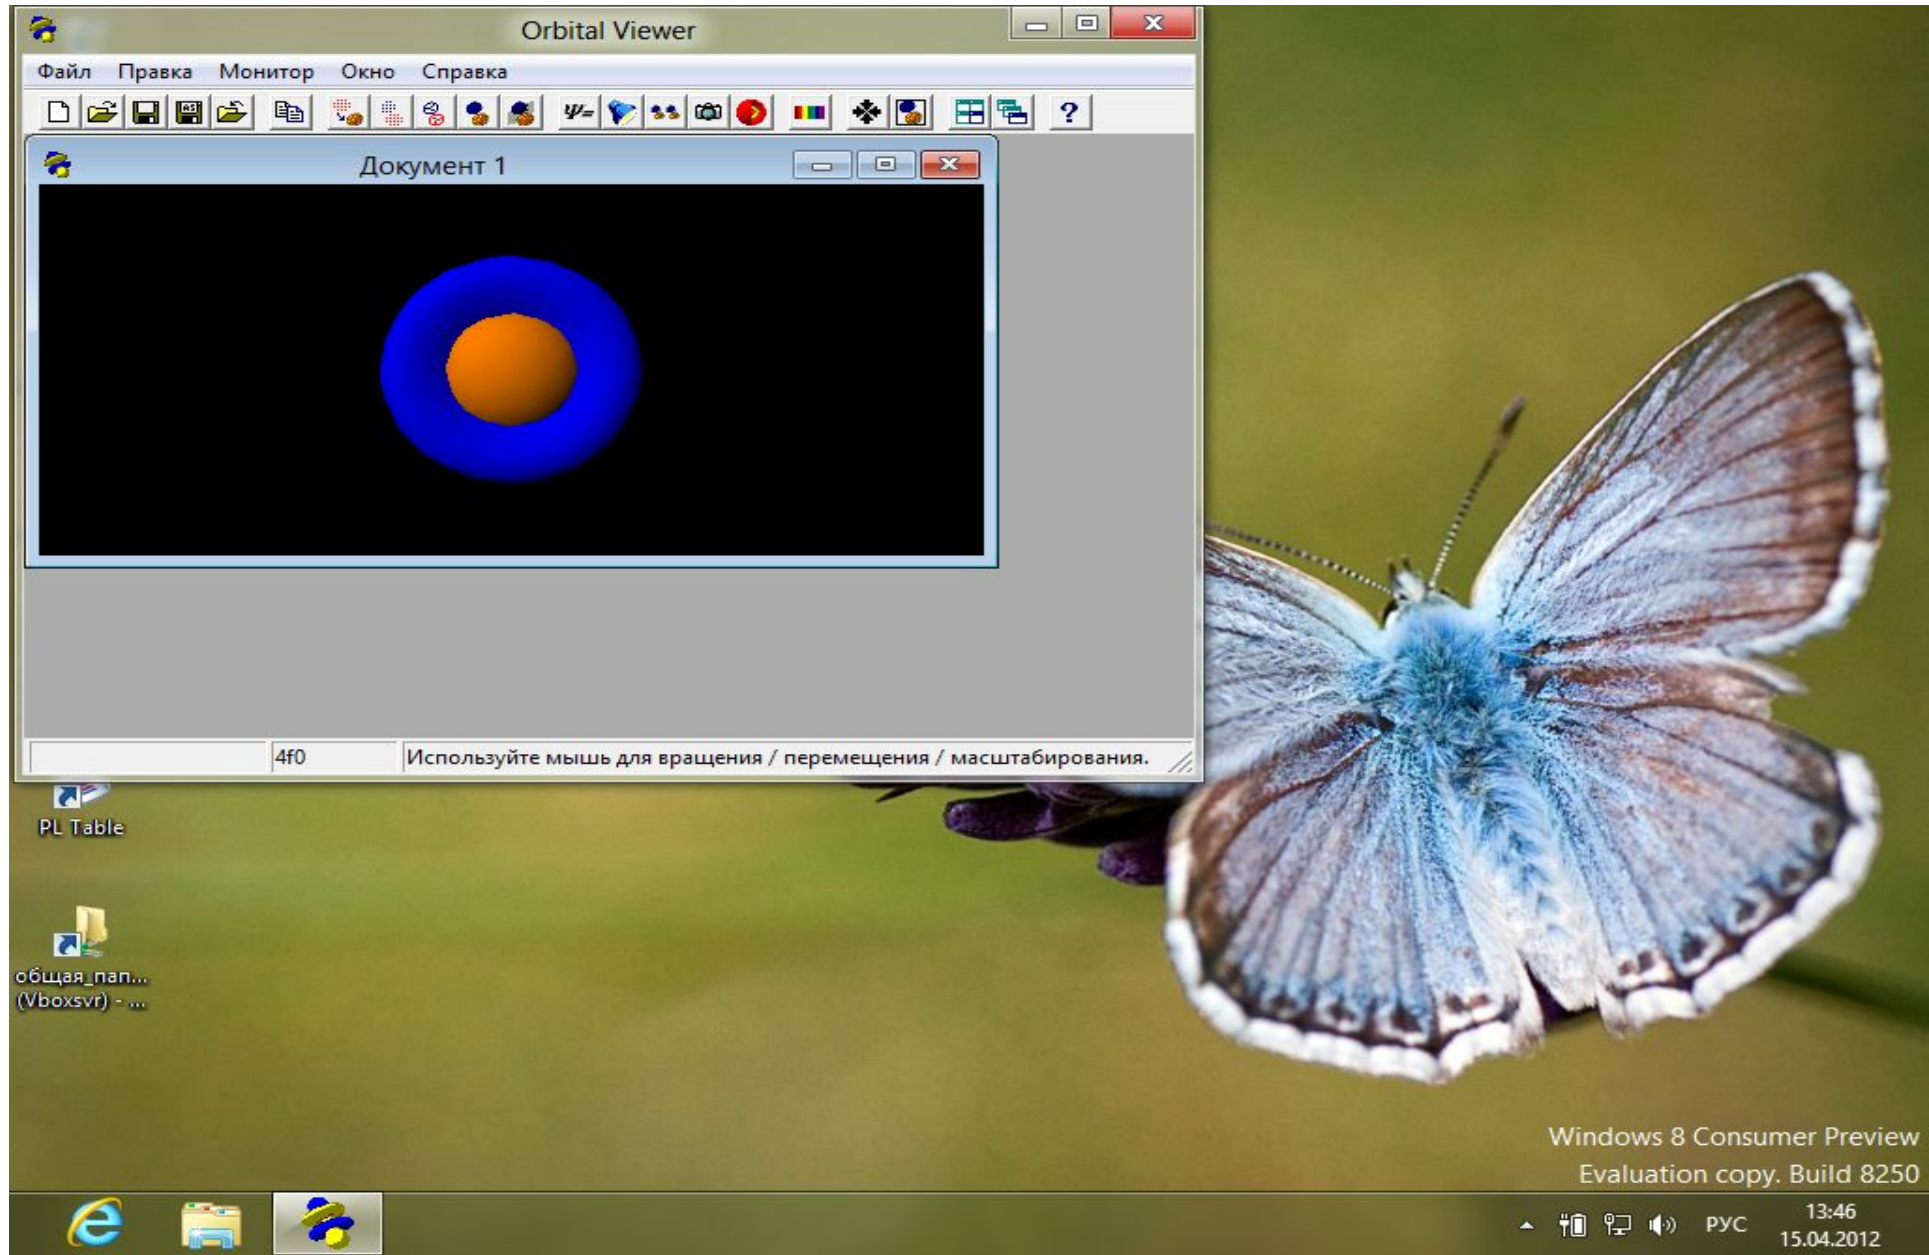 Orbital Viewer
Файл Правка Монитор Окно Справка
AS Ψ= ?
Документ 1
4f0 Используйте мышь для вращения / перемещения / масштабирования.
PL Table
общая_пап...
(Vboxsvr) - ...
Windows 8 Consumer Preview
Evaluation copy. Build 8250
РУС 13:46
15.04.2012